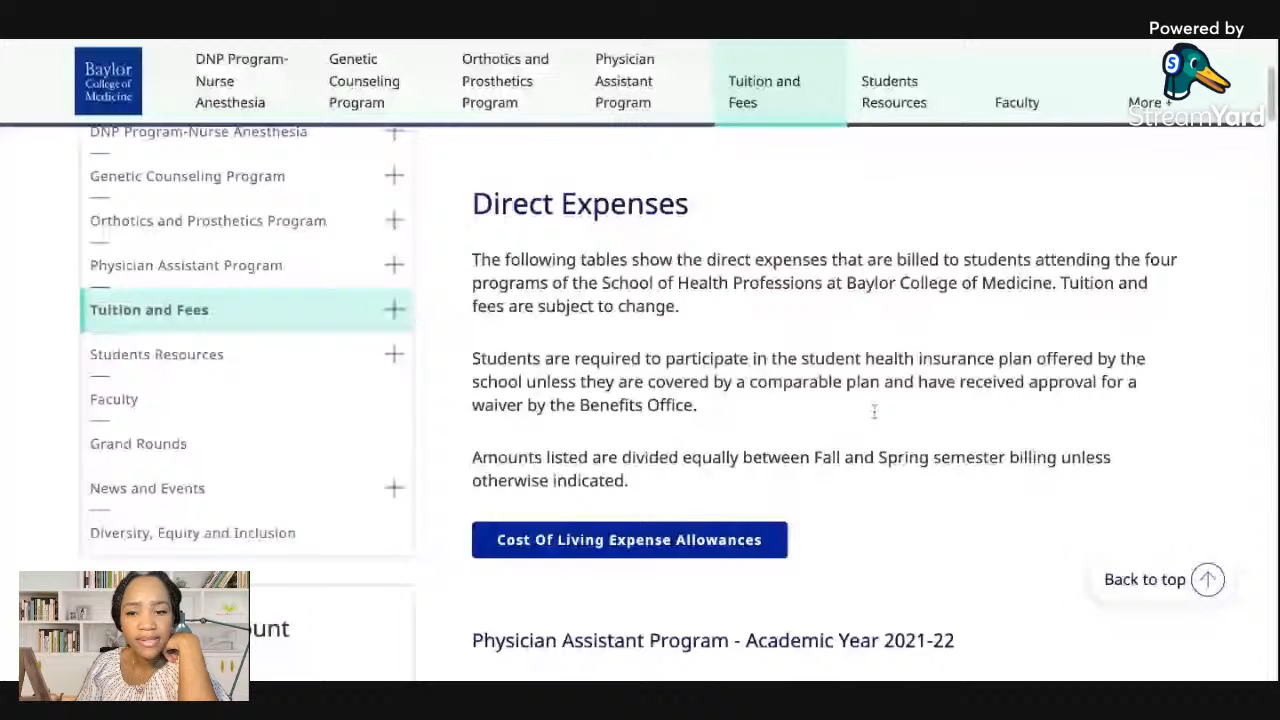 Powered by
StreamYard
Baylor
College of
Medicine
DNP Program-
Nurse
Anesthesia
Genetic
Counseling
Program
Orthotics and
Prosthetics
Program
Physician
Assistant
Program
Tuition and
Fees
Students
Resources
Faculty
More +
DNP Program-Nurse Anesthesia
Genetic Counseling Program
Orthotics and Prosthetics Program
Physician Assistant Program
Tuition and Fees
Students Resources
Faculty
Grand Rounds
News and Events
Diversity, Equity and Inclusion
Direct Expenses
The following tables show the direct expenses that are billed to students attending the four
programs of the School of Health Professions at Baylor College of Medicine. Tuition and
fees are subject to change.
Students are required to participate in the student health insurance plan offered by the
school unless they are covered by a comparable plan and have received approval for a
waiver by the Benefits Office.
Amounts listed are divided equally between Fall and Spring semester billing unless
otherwise indicated.
Cost Of Living Expense Allowances
Back to top
Physician Assistant Program - Academic Year 2021-22